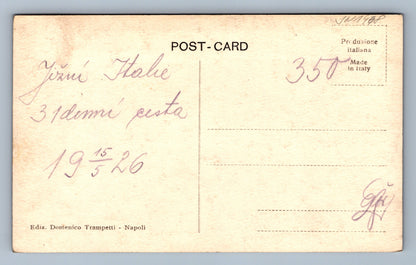 POST-CARD
Produzione
italiana
Made
in Italy
Jižní Italie
31denní cesta
19 15/5 26
350
Ediz. Domenico Trampetti - Napoli